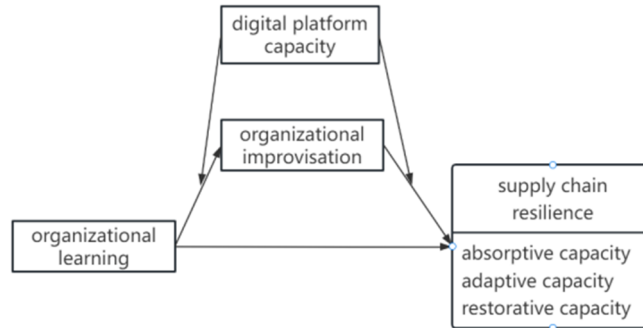 digital platform
capacity
organizational
improvisation
supply chain
resilience
organizational
learning
absorptive capacity
adaptive capacity
restorative capacity